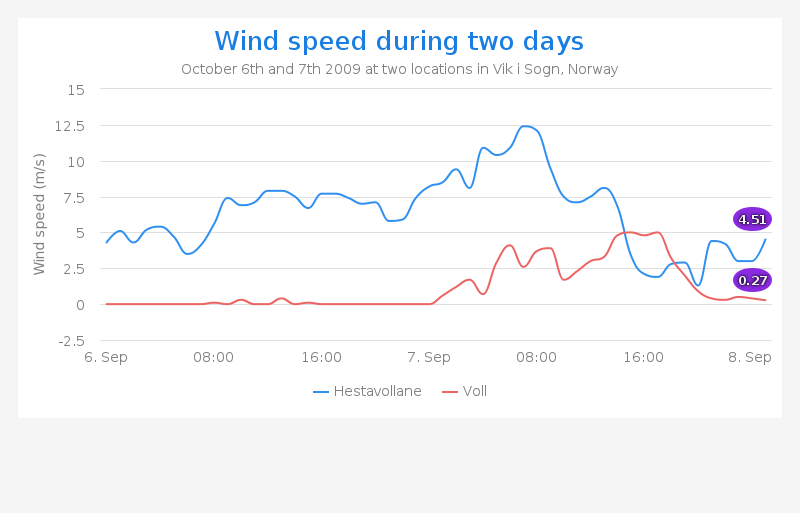 Wind speed during two days
October 6th and 7th 2009 at two locations in Vik i Sogn, Norway
Wind speed (m/s)
15
12.5
10
7.5
5
2.5
0
-2.5
4.51
0.27
6. Sep
08:00
16:00
7. Sep
08:00
16:00
8. Sep
Hestavollane
Voll